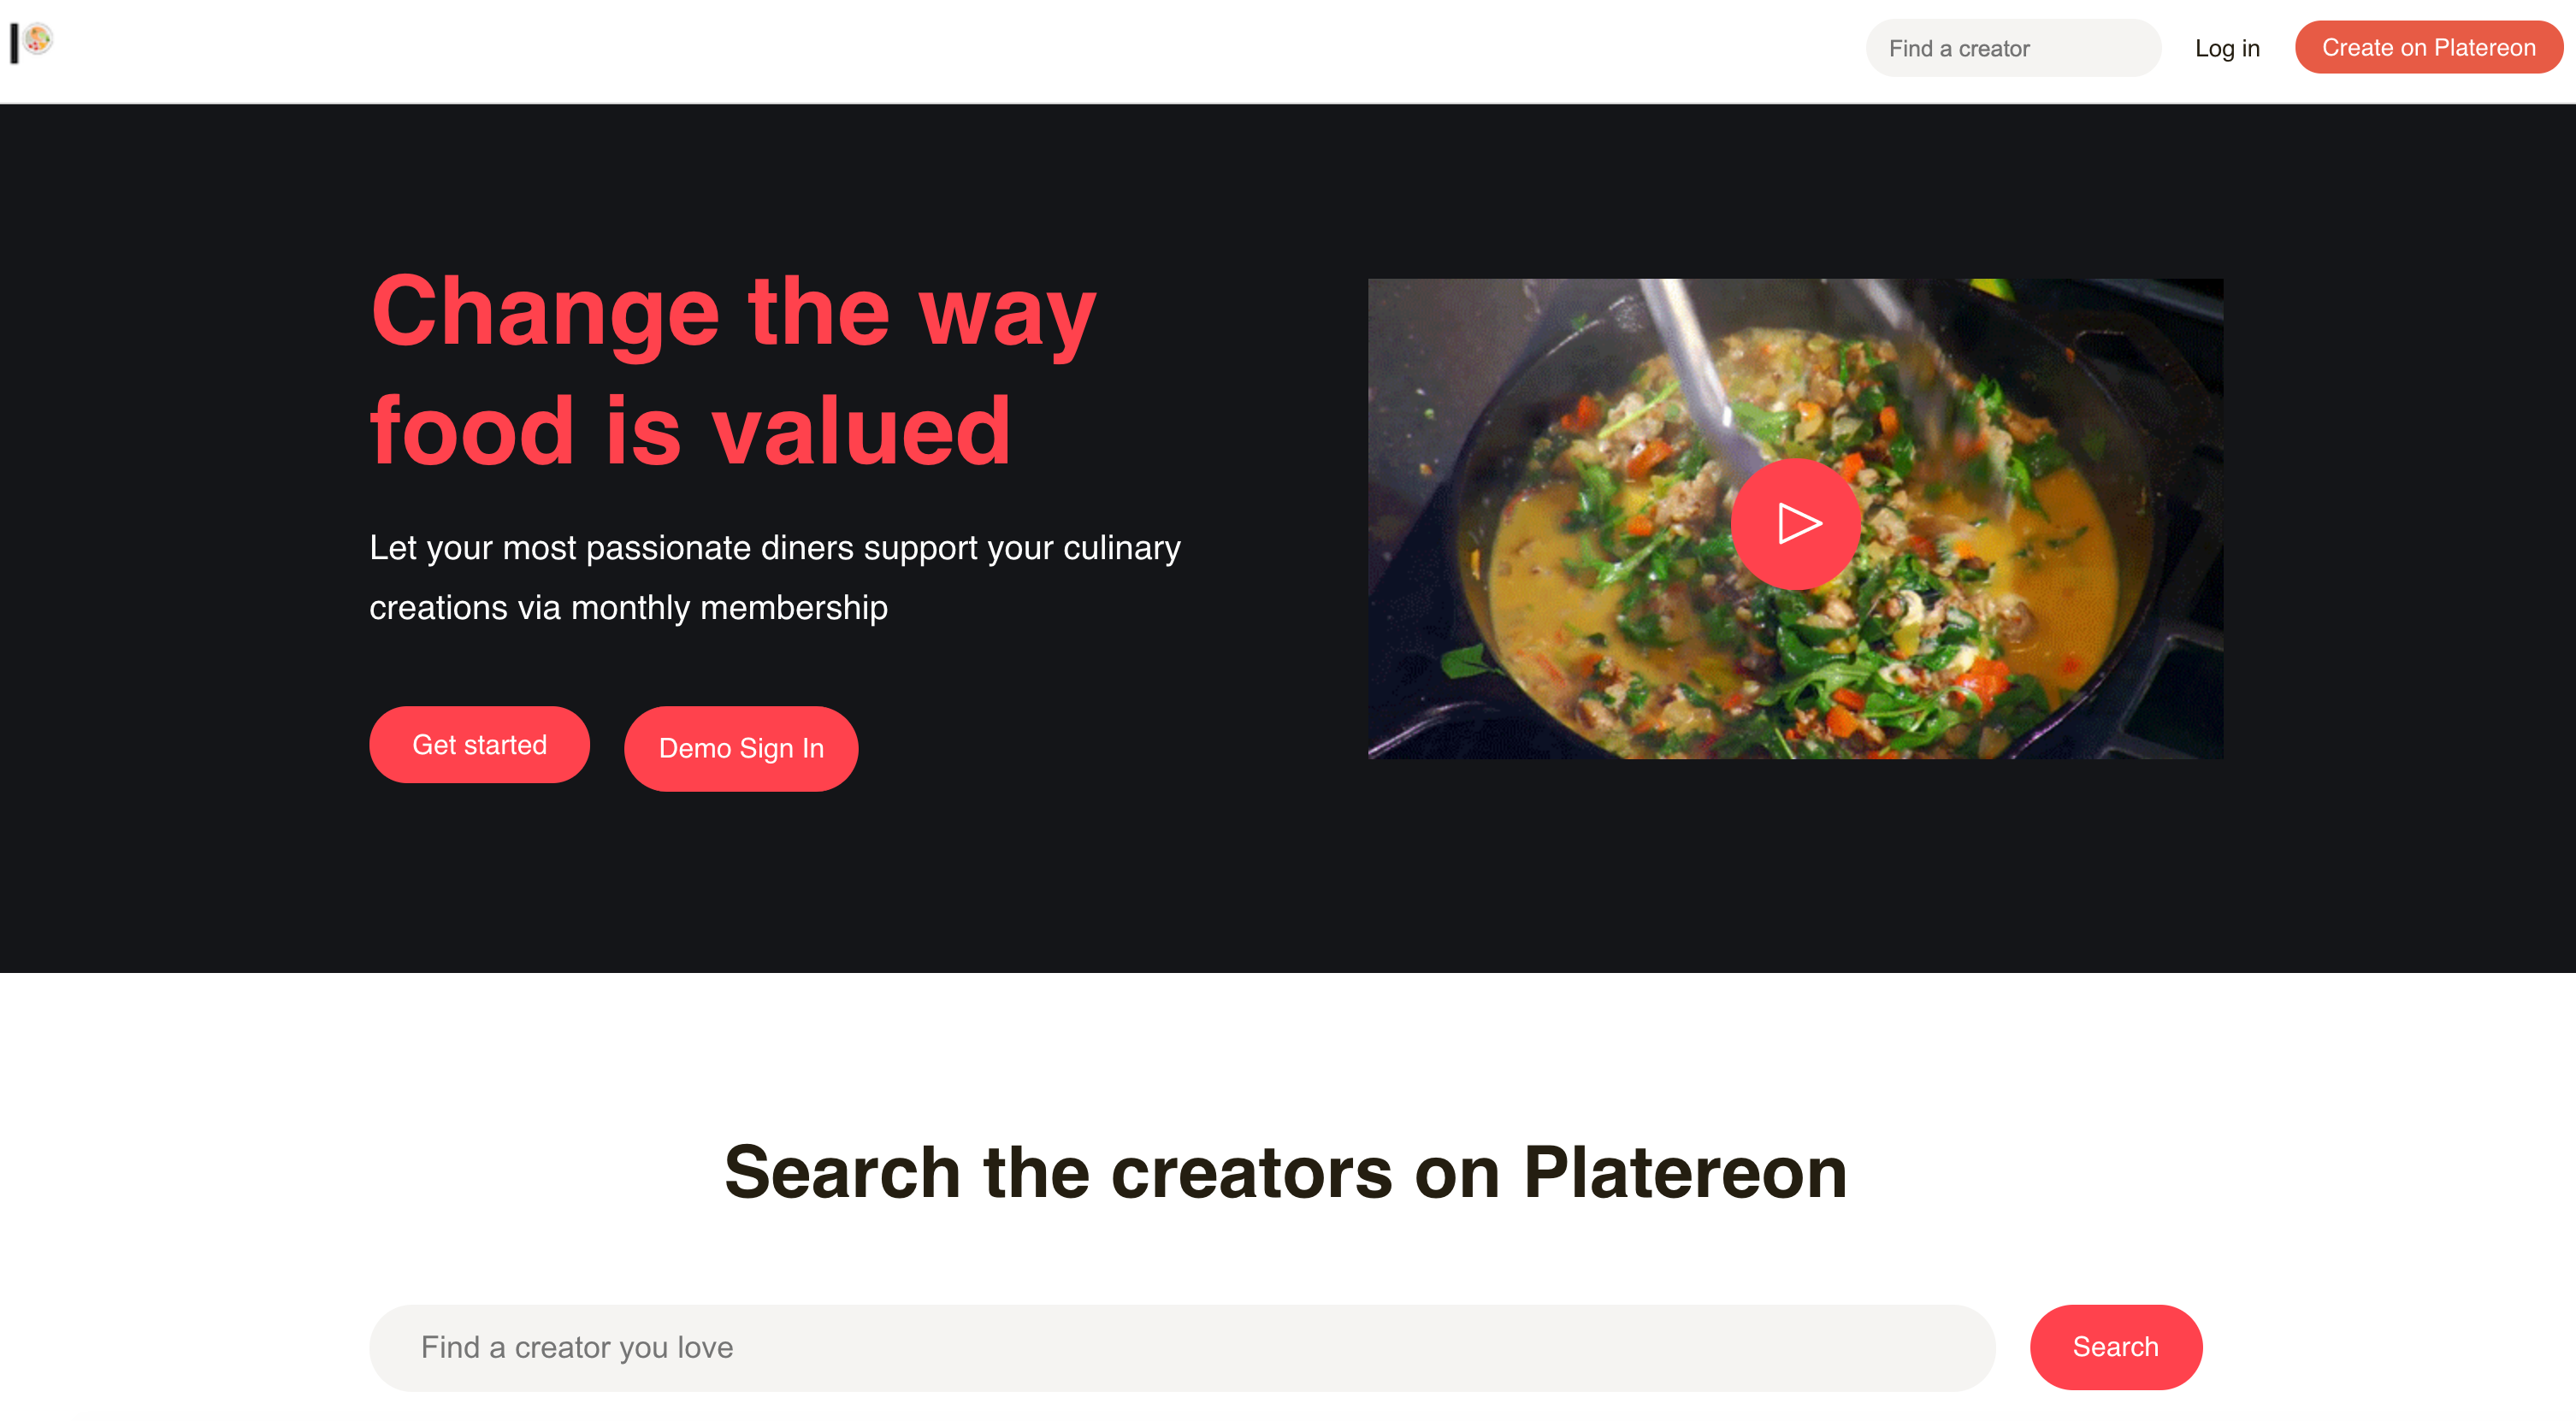 Find a creator
Log in
Create on Platereon
Change the way
food is valued
Let your most passionate diners support your culinary
creations via monthly membership
Get started
Demo Sign In
Search the creators on Platereon
Find a creator you love
Search